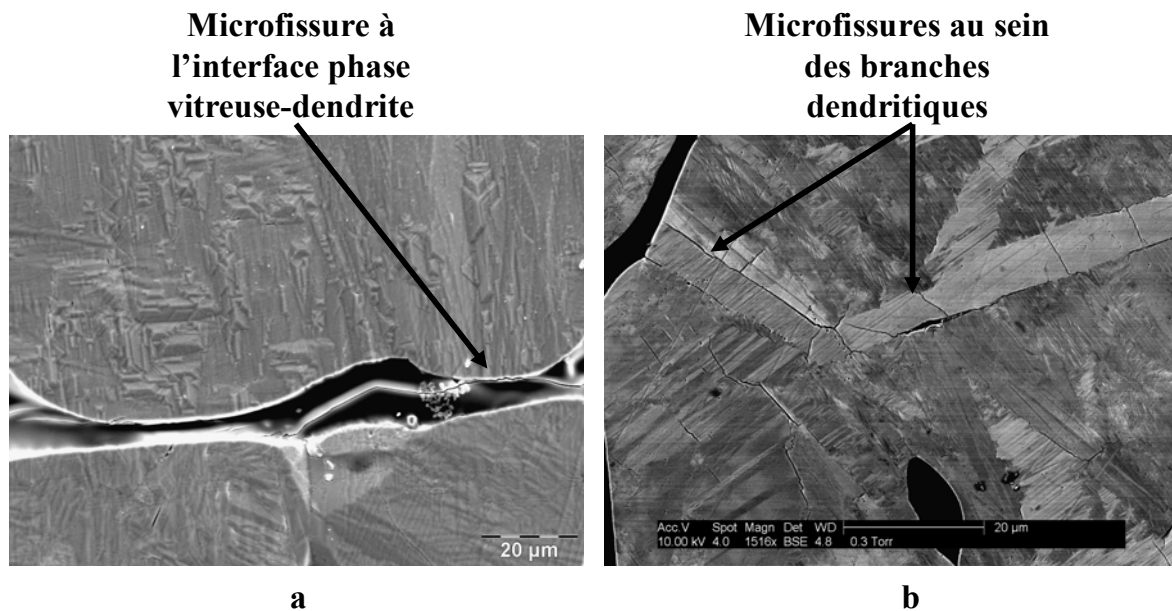 Microfissure à
l’interface phase
vitreuse-dendrite
Microfissures au sein
des branches
dendritiques
20 µm
Acc.V Spot Magn Det WD 20 µm
10.00 kV 4.0 1516x BSE 4.8 0.3 Torr
a
b